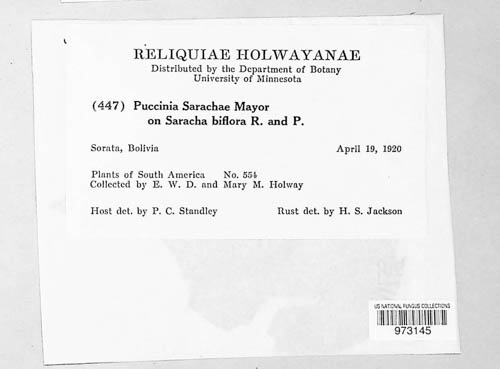 RELIQUIAE HOLWAYANAE
Distributed by the Department of Botany
University of Minnesota
(447) Puccinia Sarachae Mayor
on Saracha biflora R. and P.
Sorata, Bolivia April 19, 1920
Plants of South America No. 554
Collected by E. W. D. and Mary M. Holway
Host det. by P. C. Standley Rust det. by H. S. Jackson
US NATIONAL FUNGUS COLLECTIONS
973145